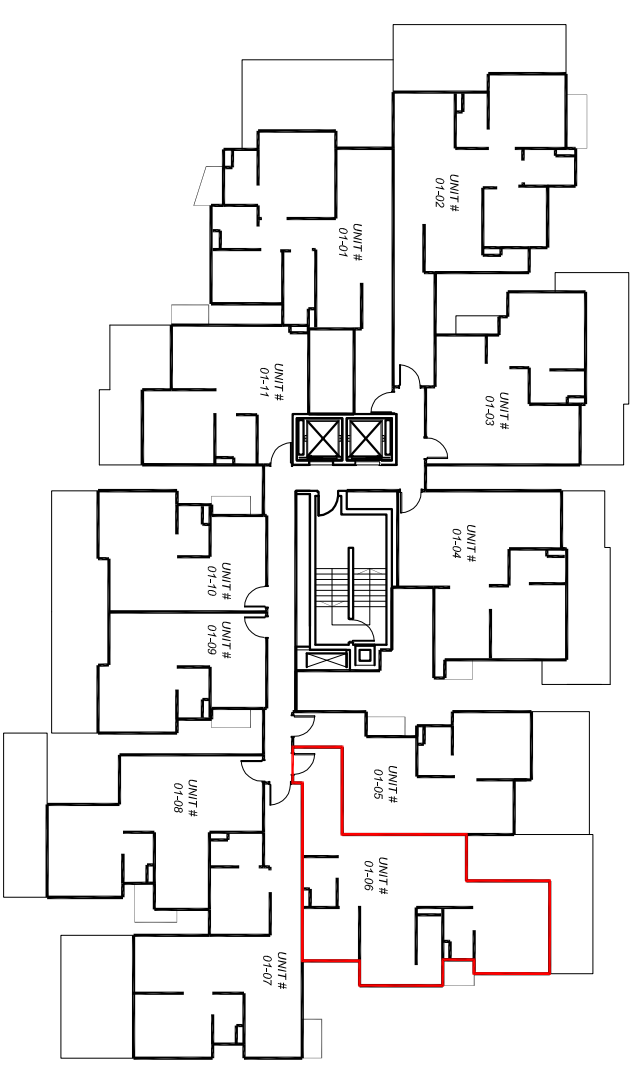 UNIT #
01-02
UNIT #
01-01
UNIT #
01-11
UNIT #
01-03
UNIT #
01-04
UNIT #
01-10
UNIT #
01-09
UNIT #
01-05
UNIT #
01-08
UNIT #
01-06
UNIT #
01-07